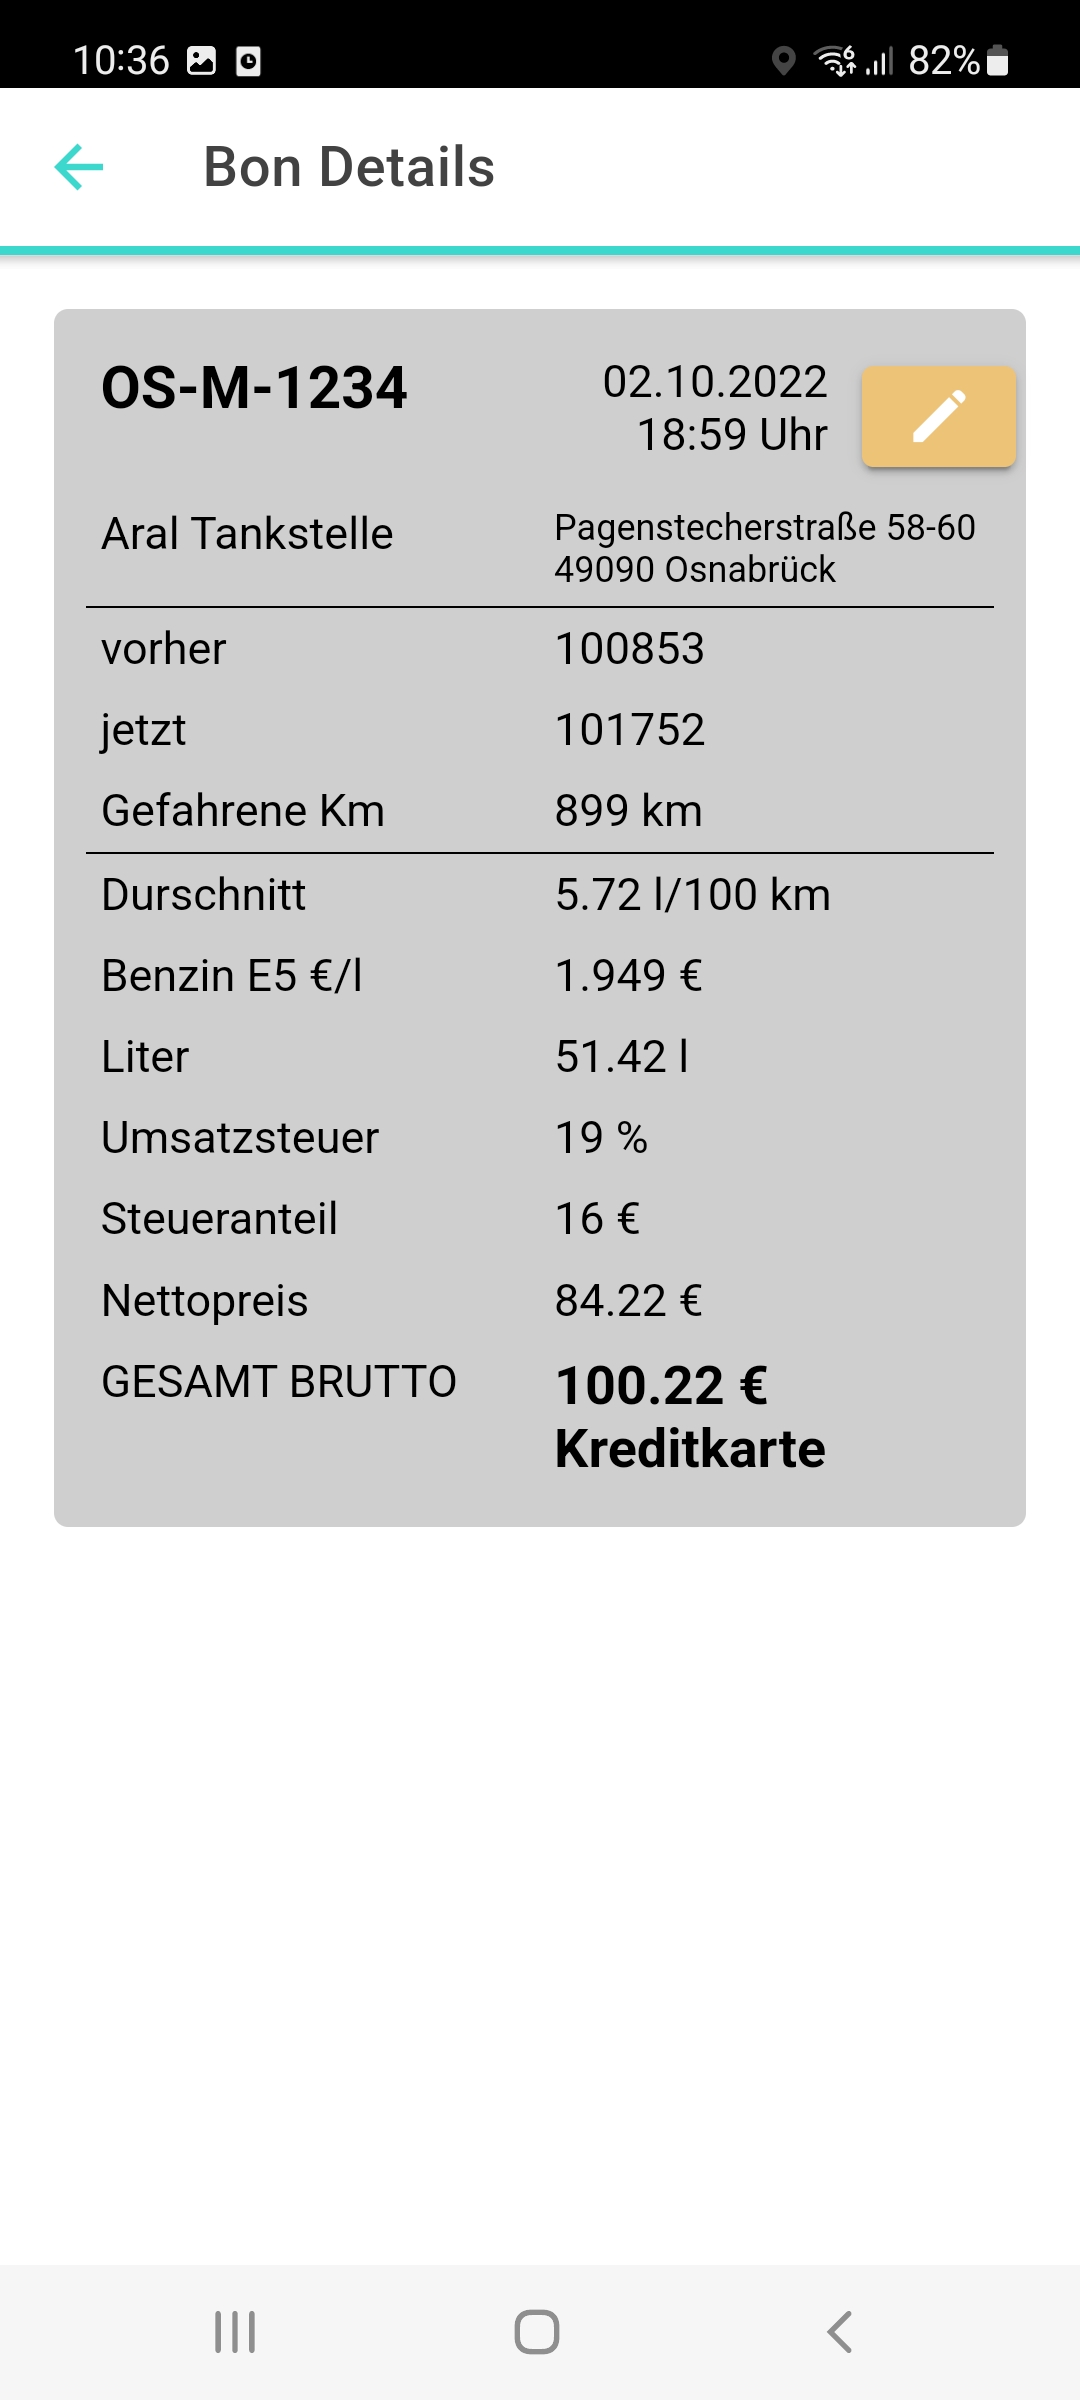 10:36 82%
Bon Details
OS-M-1234
02.10.2022
18:59 Uhr
Aral Tankstelle
Pagenstecherstraße 58-60
49090 Osnabrück
vorher 100853
jetzt 101752
Gefahrene Km 899 km
Durschnitt 5.72 l/100 km
Benzin E5 €/l 1.949 €
Liter 51.42 l
Umsatzsteuer 19 %
Steueranteil 16 €
Nettopreis 84.22 €
GESAMT BRUTTO 100.22 €
Kreditkarte